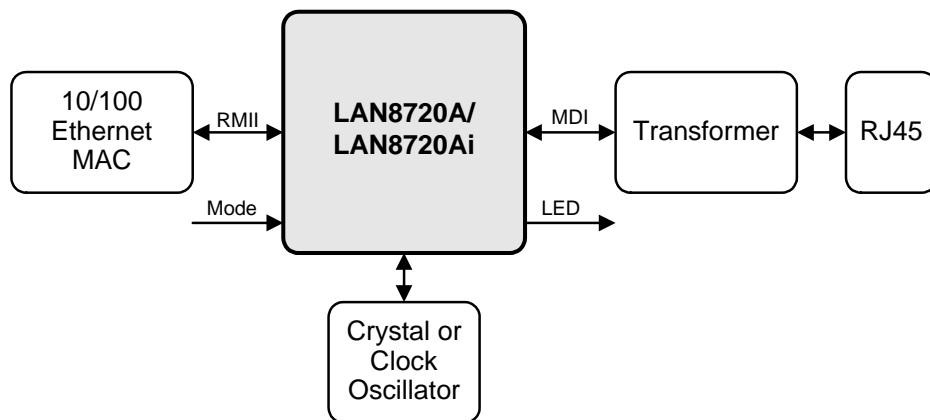 10/100
Ethernet
MAC
RMII
Mode
LAN8720A/
LAN8720Ai
MDI
LED
Transformer
RJ45
Crystal or
Clock
Oscillator